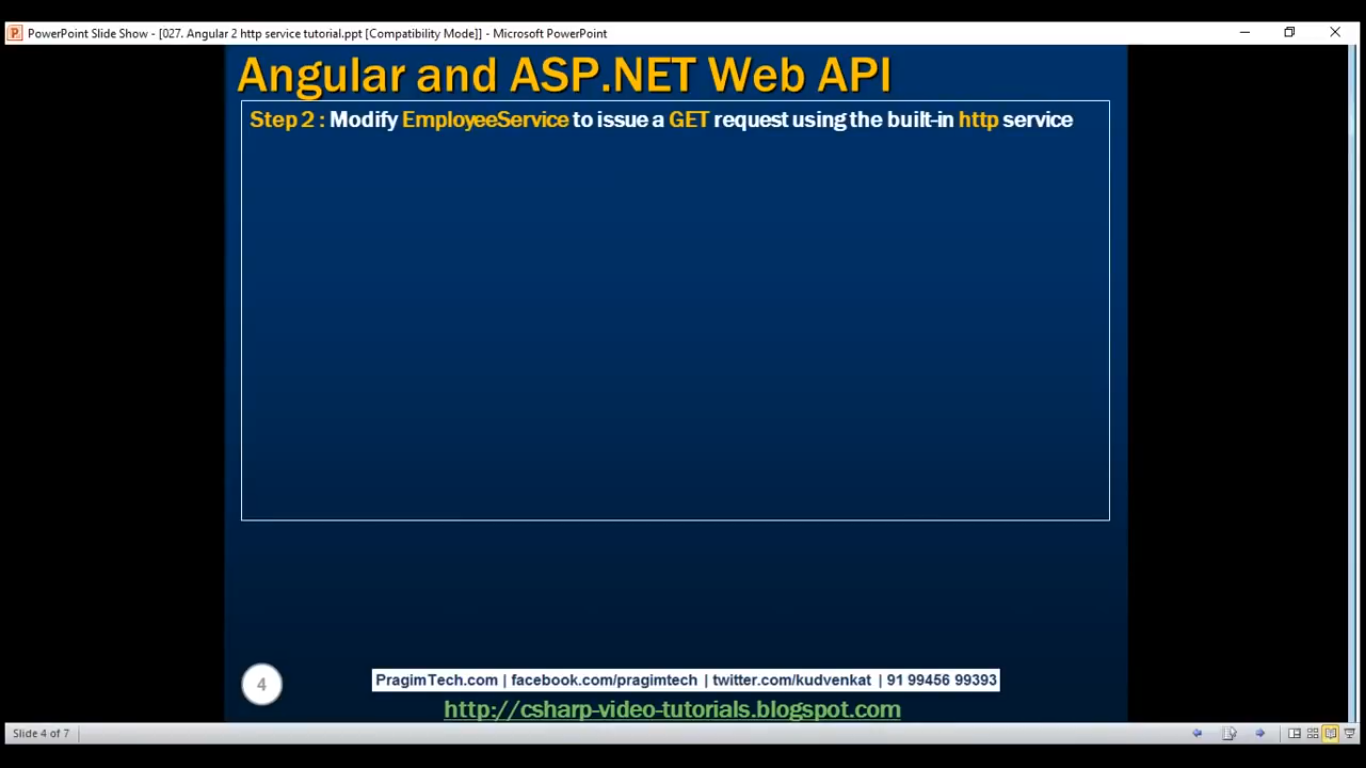 PowerPoint Slide Show - [027. Angular 2 http service tutorial.ppt [Compatibility Mode]] - Microsoft PowerPoint
Angular and ASP.NET Web API
Step 2 : Modify EmployeeService to issue a GET request using the built-in http service
4
PragimTech.com | facebook.com/pragimtech | twitter.com/kudvenkat | 91 99456 99393
http://csharp-video-tutorials.blogspot.com
Slide 4 of 7